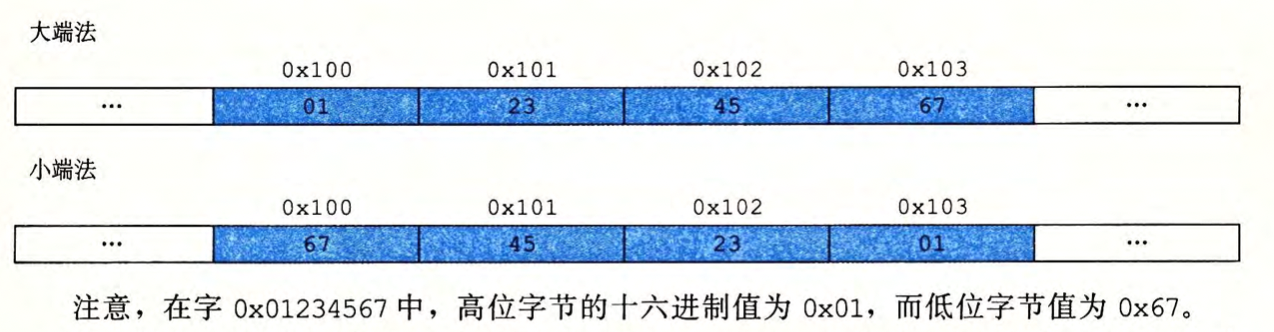 大端法
0x100 0x101 0x102 0x103
… 01 23 45 67 …
小端法
0x100 0x101 0x102 0x103
… 67 45 23 01 …
注意，在字 0x01234567 中，高位字节的十六进制值为 0x01，而低位字节值为 0x67。